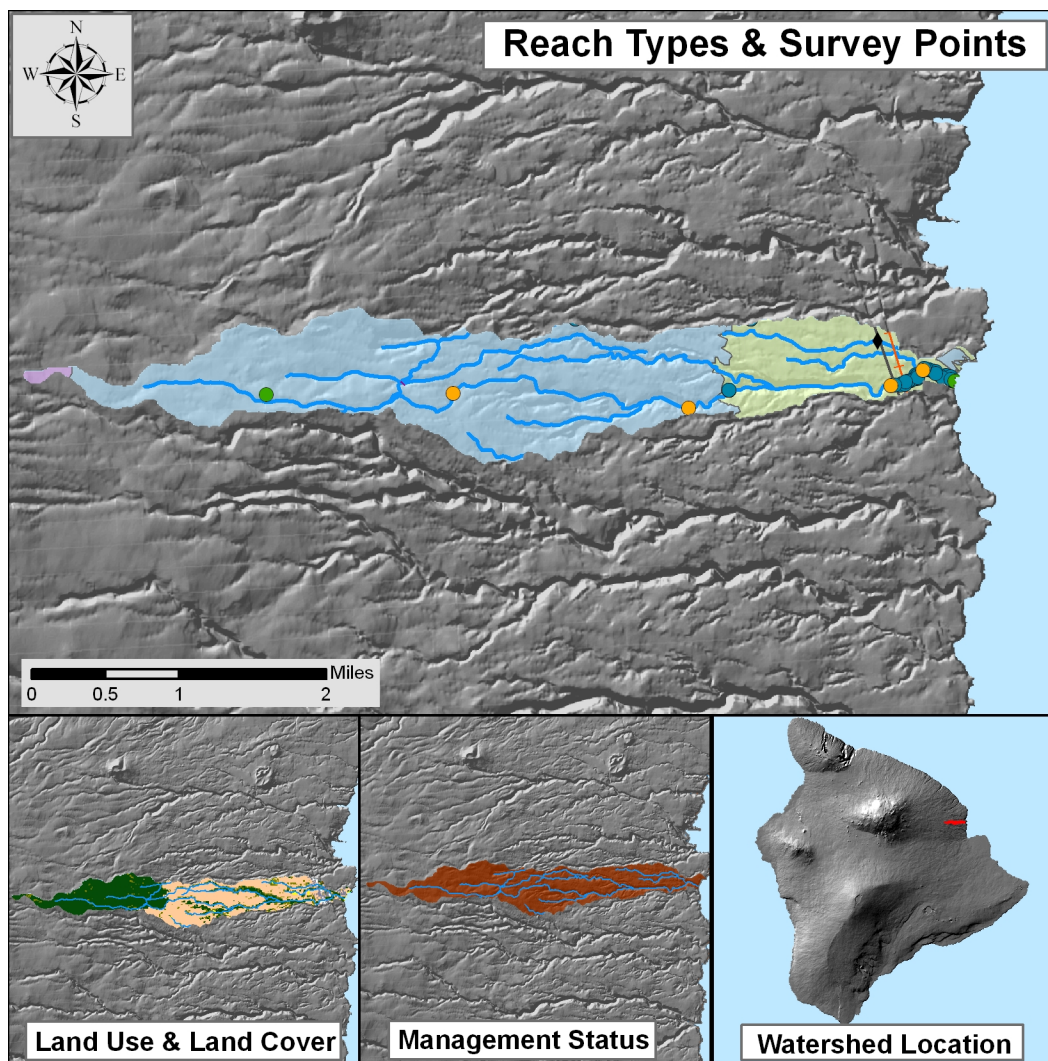 Reach Types & Survey Points
N
W E
S
Miles
0 0.5 1 2
Land Use & Land Cover
Management Status
Watershed Location